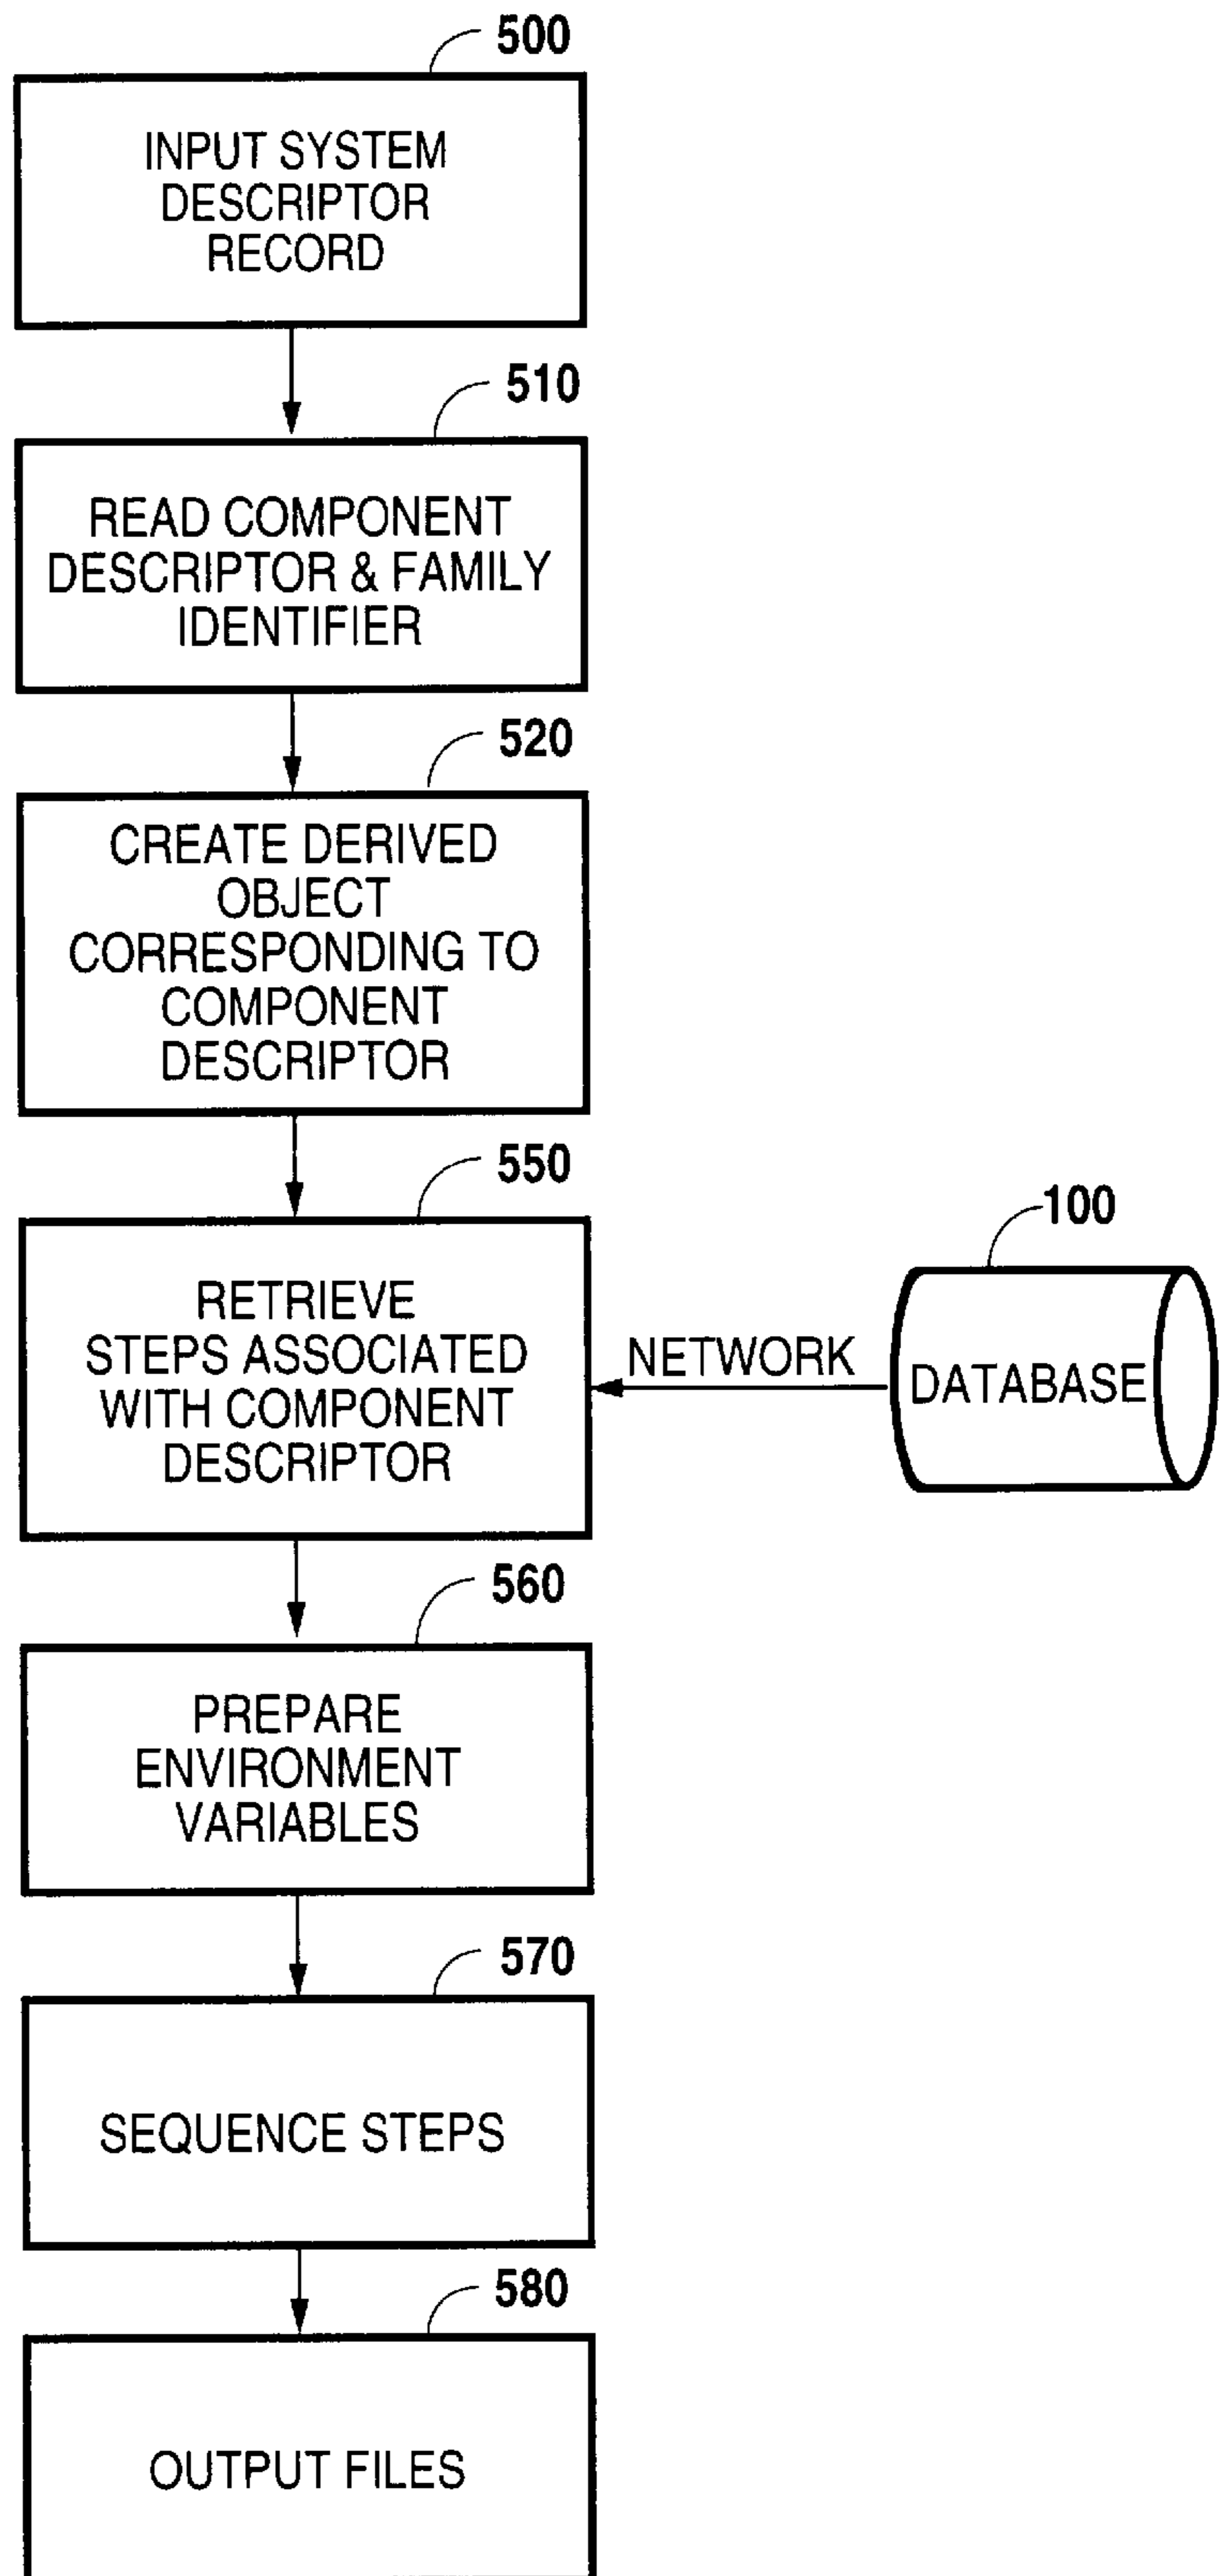 500
INPUT SYSTEM
DESCRIPTOR
RECORD
510
READ COMPONENT
DESCRIPTOR & FAMILY
IDENTIFIER
520
CREATE DERIVED
OBJECT
CORRESPONDING TO
COMPONENT
DESCRIPTOR
550
RETRIEVE
STEPS ASSOCIATED
WITH COMPONENT
DESCRIPTOR
NETWORK
100
DATABASE
560
PREPARE
ENVIRONMENT
VARIABLES
570
SEQUENCE STEPS
580
OUTPUT FILES